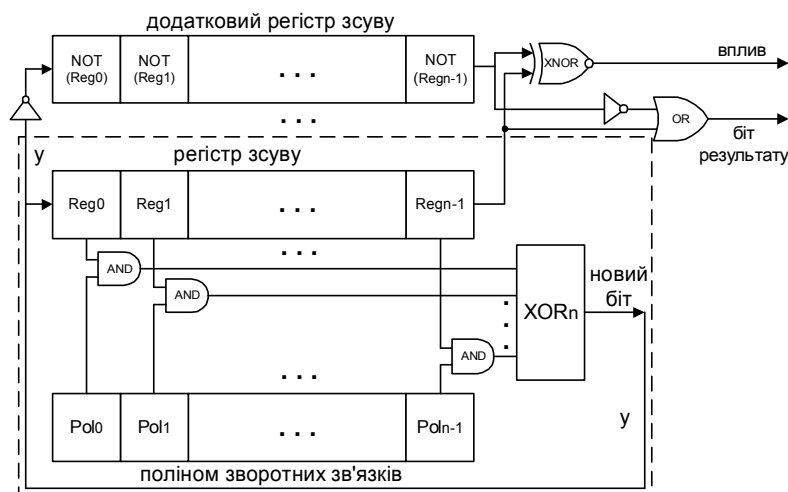 додатковий регістр зсуву
NOT
(Reg0)
NOT
(Reg1)
. . .
NOT
(Regn-1)
XNOR
вплив
. . .
OR
біт
результату
y
регістр зсуву
Reg0
Reg1
. . .
Regn-1
. . .
AND
AND
новий
біт
XORn
AND
. . .
Pol0
Pol1
. . .
Poln-1
y
поліном зворотних зв'язків